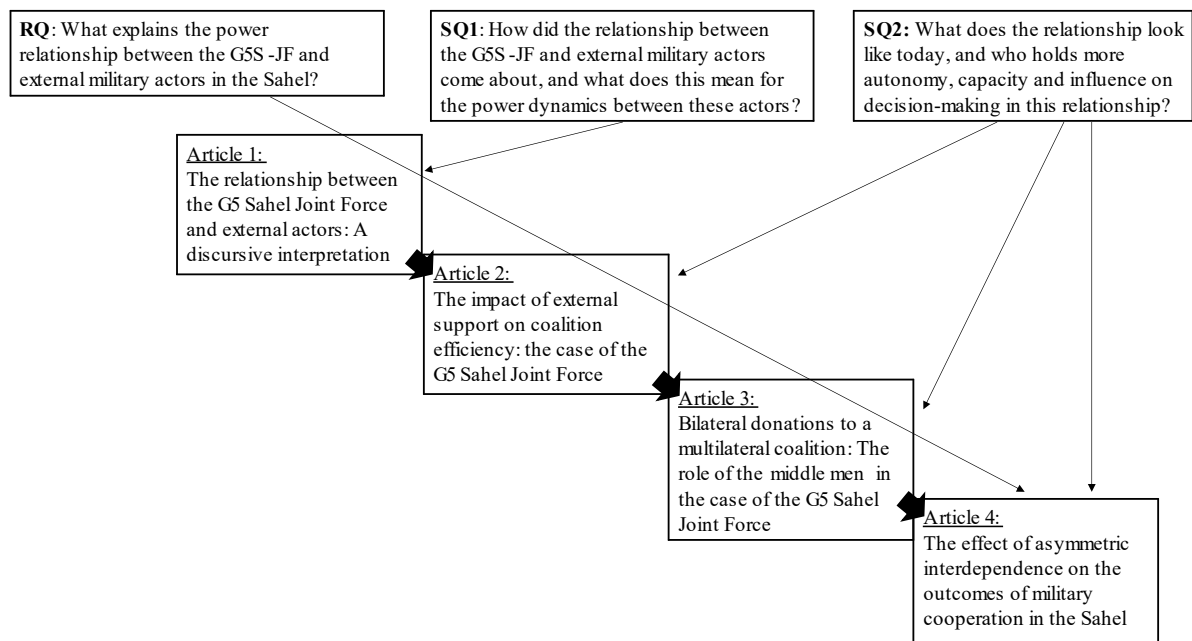 RQ: What explains the power
relationship between the G5S-JF and
external military actors in the Sahel?
SQ1: How did the relationship between
the G5S-JF and external military actors
come about, and what does this mean for
the power dynamics between these actors?
SQ2: What does the relationship look
like today, and who holds more
autonomy, capacity and influence on
decision-making in this relationship?
Article 1:
The relationship between
the G5 Sahel Joint Force
and external actors: A
discursive interpretation
Article 2:
The impact of external
support on coalition
efficiency: the case of the
G5 Sahel Joint Force
Article 3:
Bilateral donations to a
multilateral coalition: The
role of the middle men in
the case of the G5 Sahel
Joint Force
Article 4:
The effect of asymmetric
interdependence on the
outcomes of military
cooperation in the Sahel